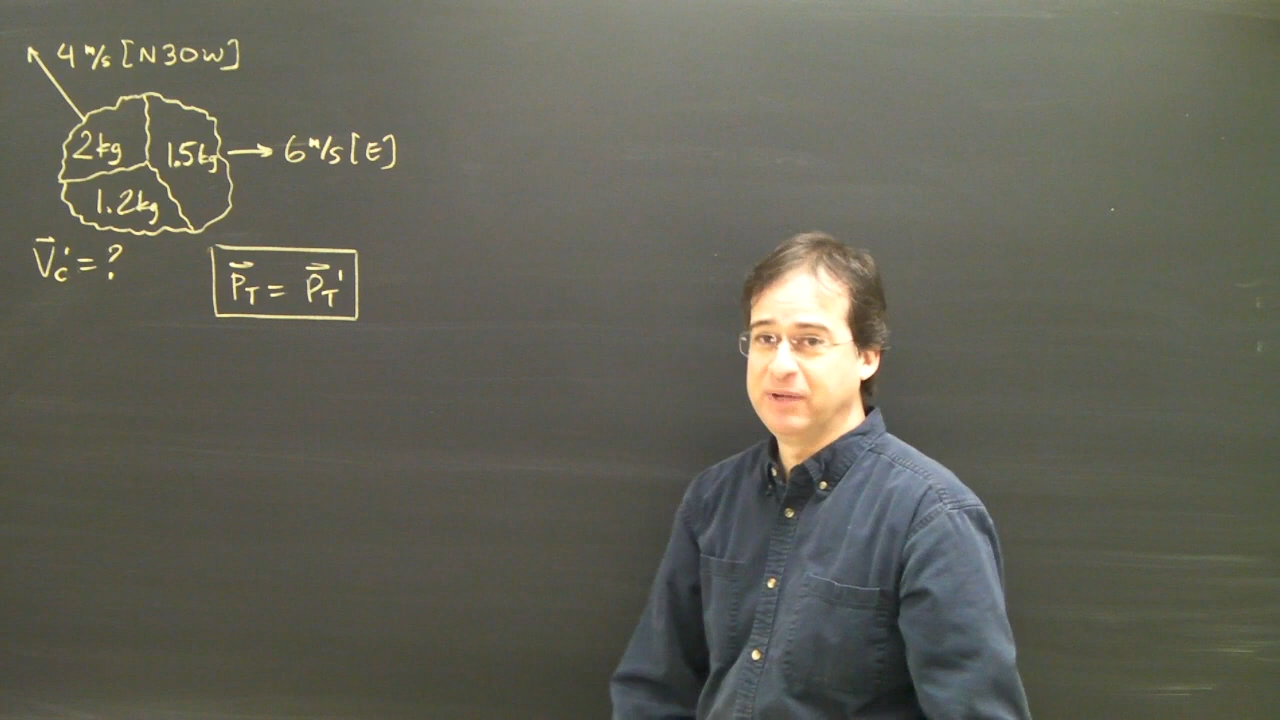 4 m/s [N30W]
2kg 1.5kg → 6 m/s [E]
1.2kg
V⃗c' = ?
P⃗T = P⃗T'